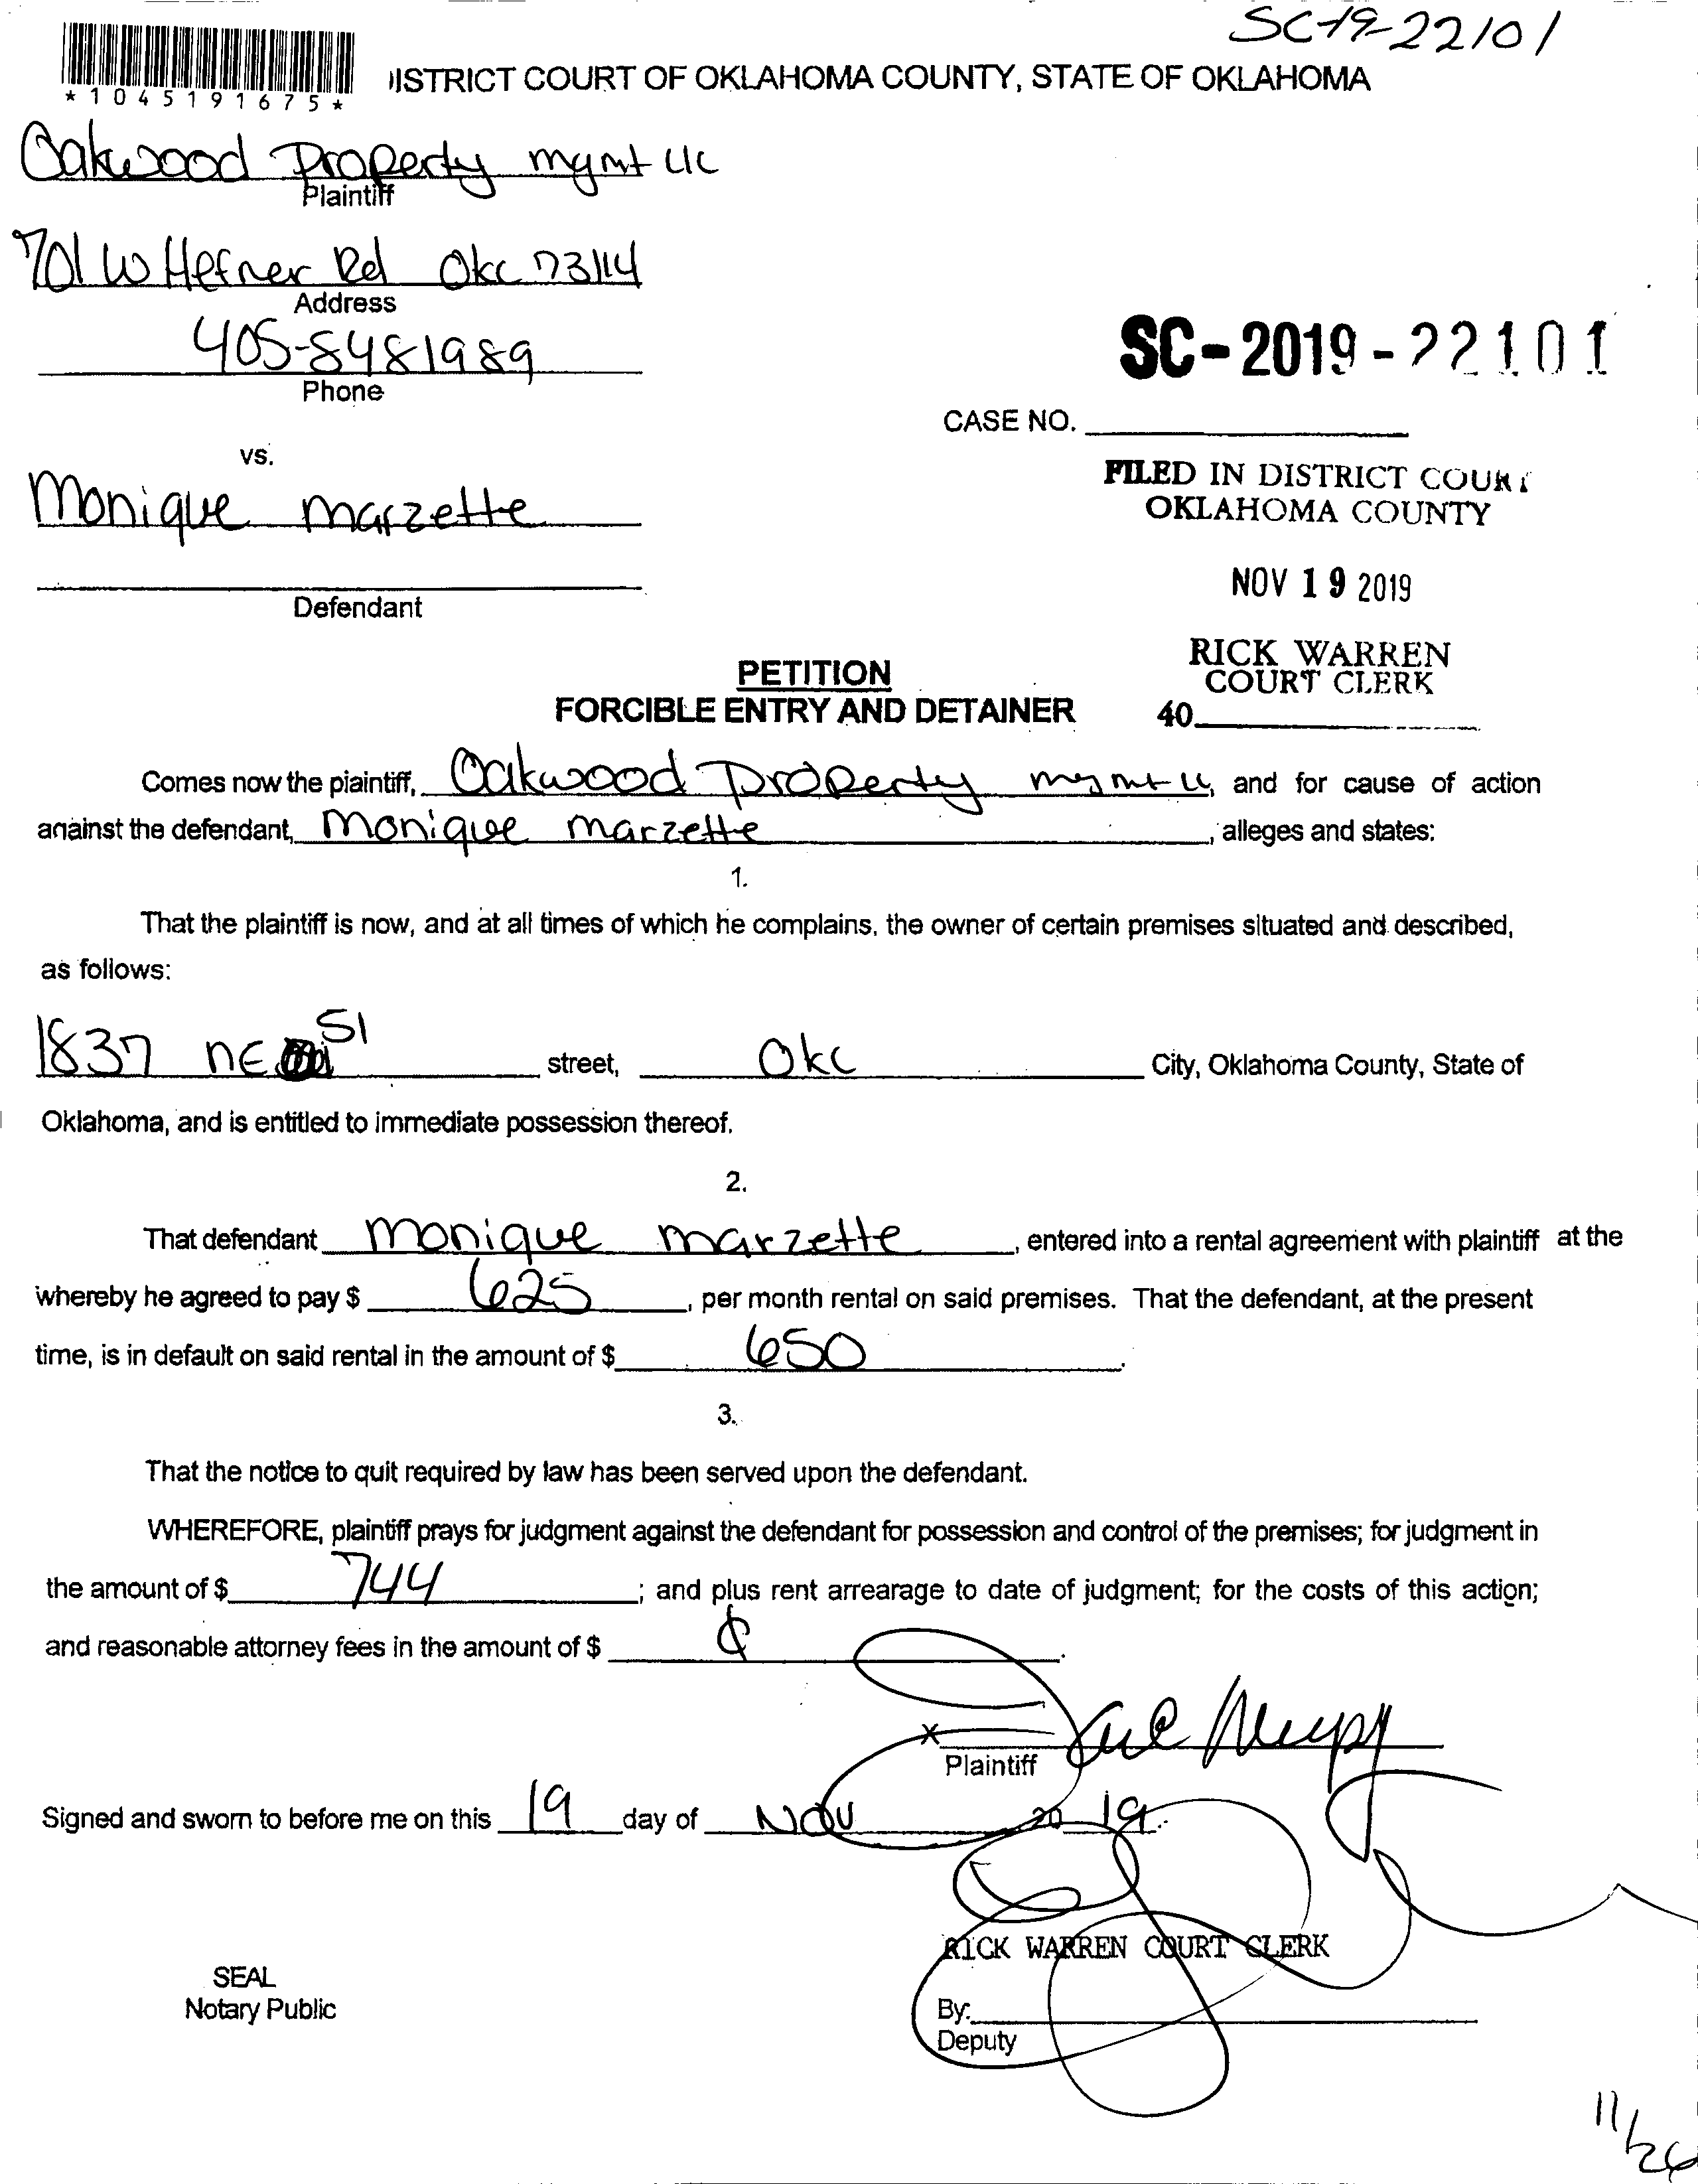 SC-19-22101
*1045191675*
ISTRICT COURT OF OKLAHOMA COUNTY, STATE OF OKLAHOMA
Oakwood Property mgmt LLC
Plaintiff
701 W Hefner Rd Okc 73114
Address
405-8481989
Phone
SC-2019-22101
CASE NO.
vs.
Monique Marzette
FILED IN DISTRICT COURT
OKLAHOMA COUNTY
NOV 19 2019
Defendant
RICK WARREN
COURT CLERK
40
PETITION
FORCIBLE ENTRY AND DETAINER
Comes now the plaintiff, Oakwood Property mgmt LLC, and for cause of action
against the defendant, Monique Marzette, alleges and states:
1.
That the plaintiff is now, and at all times of which he complains, the owner of certain premises situated and described,
as follows:
1837 NE 51 street, Okc City, Oklahoma County, State of
Oklahoma, and is entitled to immediate possession thereof.
2.
That defendant Monique Marzette, entered into a rental agreement with plaintiff at the
whereby he agreed to pay $ 625, per month rental on said premises. That the defendant, at the present
time, is in default on said rental in the amount of $ 650.
3.
That the notice to quit required by law has been served upon the defendant.
WHEREFORE, plaintiff prays for judgment against the defendant for possession and control of the premises; for judgment in
the amount of $ 744; and plus rent arrearage to date of judgment; for the costs of this action;
and reasonable attorney fees in the amount of $
X
Plaintiff
Signed and sworn to before me on this 19 day of Nov 20 19.
RICK WARREN COURT CLERK
SEAL
Notary Public
By:
Deputy
11/26